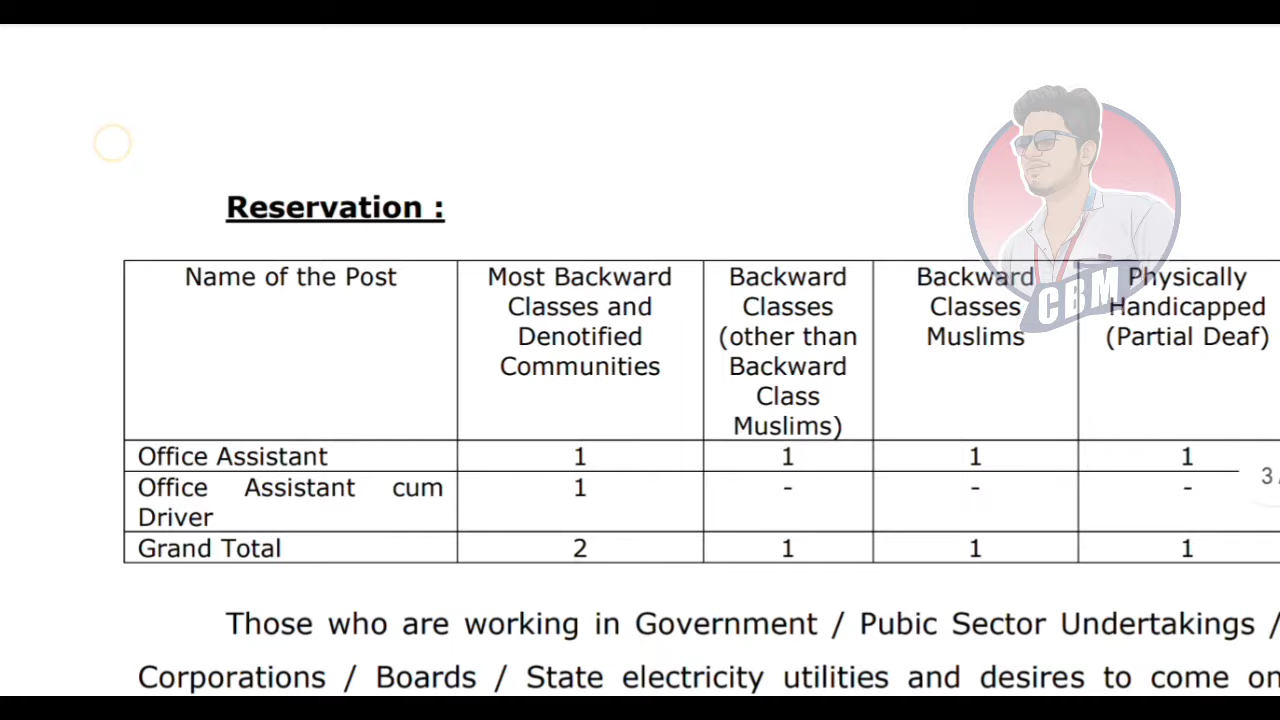 Reservation :
Name of the Post
Most Backward
Classes and
Denotified
Communities
Backward
Classes
(other than
Backward
Class
Muslims)
Backward
Classes
Muslims
Physically
Handicapped
(Partial Deaf)
CBM
Office Assistant 1 1 1 1
Office Assistant cum 1 - - -
Driver
Grand Total 2 1 1 1
3 /
Those who are working in Government / Pubic Sector Undertakings /
Corporations / Boards / State electricity utilities and desires to come on